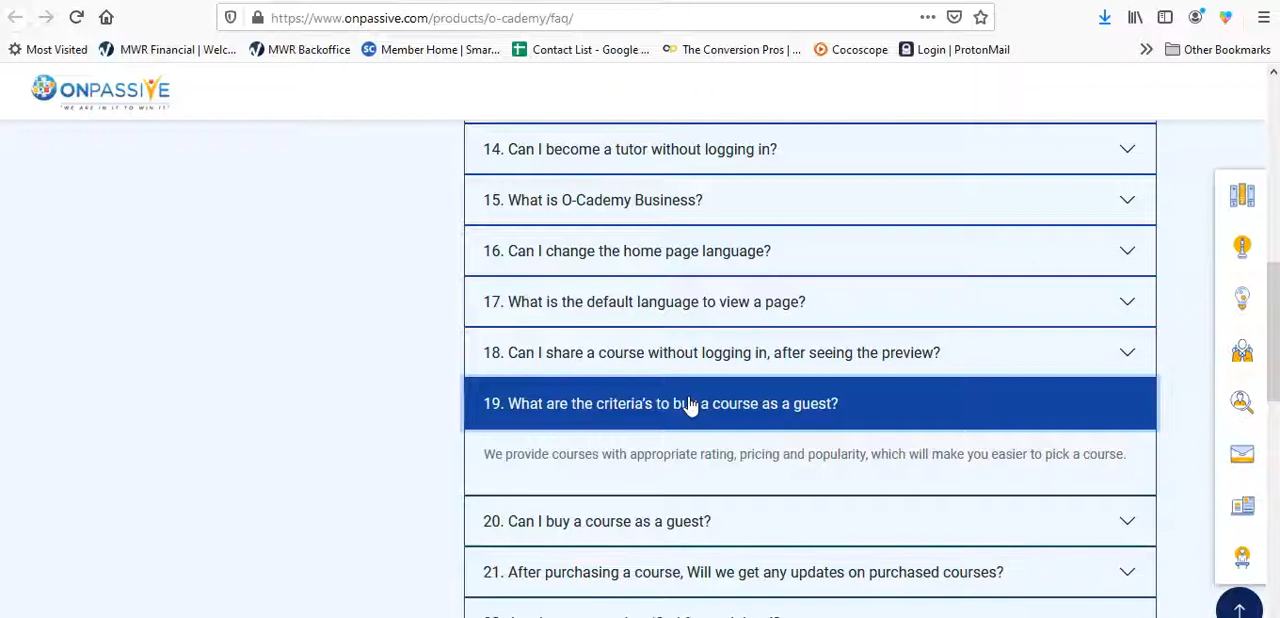 https://www.onpassive.com/products/o-cademy/faq/
Most Visited
MWR Financial | Welc...
MWR Backoffice
SC Member Home | Smar...
Contact List - Google ...
The Conversion Pros | ...
Cocoscope
Login | ProtonMail
Other Bookmarks
ONPASSIVE
"WE ARE IN IT TO WIN IT"
14. Can I become a tutor without logging in?
15. What is O-Cademy Business?
16. Can I change the home page language?
17. What is the default language to view a page?
18. Can I share a course without logging in, after seeing the preview?
19. What are the criteria's to buy a course as a guest?
We provide courses with appropriate rating, pricing and popularity, which will make you easier to pick a course.
20. Can I buy a course as a guest?
21. After purchasing a course, Will we get any updates on purchased courses?